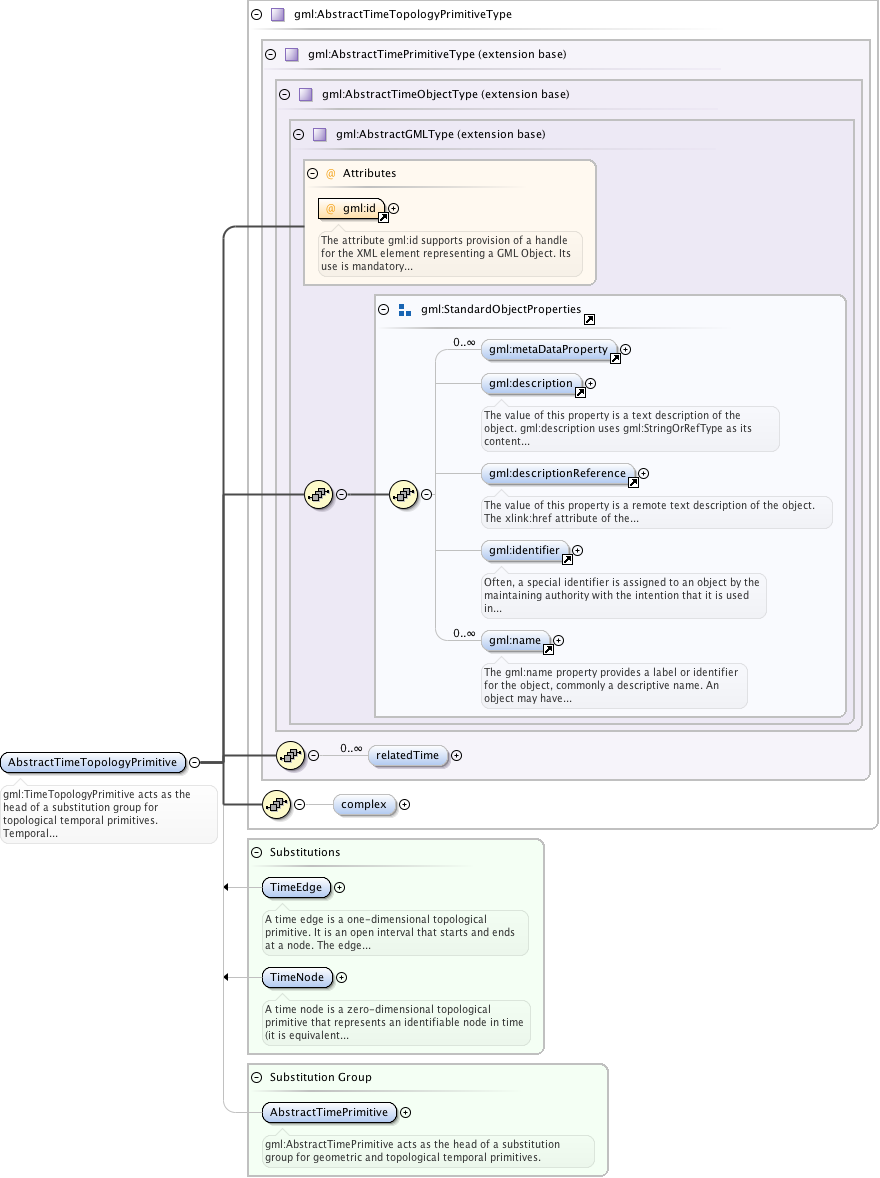 gml:AbstractTimeTopologyPrimitiveType
gml:AbstractTimePrimitiveType (extension base)
gml:AbstractTimeObjectType (extension base)
gml:AbstractGMLType (extension base)
@ Attributes
@ gml:id
The attribute gml:id supports provision of a handle
for the XML element representing a GML Object. Its
use is mandatory...
gml:StandardObjectProperties
0..∞
gml:metaDataProperty
gml:description
The value of this property is a text description of the
object. gml:description uses gml:StringOrRefType as its
content...
gml:descriptionReference
The value of this property is a remote text description of the object.
The xlink:href attribute of the...
gml:identifier
Often, a special identifier is assigned to an object by the
maintaining authority with the intention that it is used
in...
0..∞
gml:name
The gml:name property provides a label or identifier
for the object, commonly a descriptive name. An
object may have...
0..∞
relatedTime
AbstractTimeTopologyPrimitive
gml:TimeTopologyPrimitive acts as the
head of a substitution group for
topological temporal primitives.
Temporal...
complex
Substitutions
TimeEdge
A time edge is a one-dimensional topological
primitive. It is an open interval that starts and ends
at a node. The edge...
TimeNode
A time node is a zero-dimensional topological
primitive that represents an identifiable node in time
(it is equivalent...
Substitution Group
AbstractTimePrimitive
gml:AbstractTimePrimitive acts as the head of a substitution
group for geometric and topological temporal primitives.